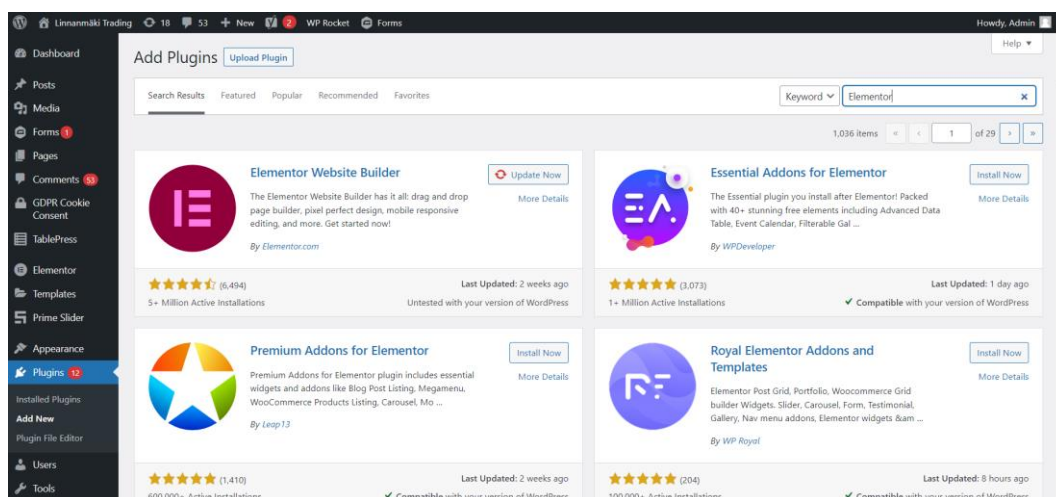 Linnanmäki Trading 18 53 + New 2 WP Rocket Forms Howdy, Admin
Help ▼
Dashboard
Posts
Media
Forms 1
Pages
Comments 53
GDPR Cookie
Consent
TablePress
Elementor
Templates
Prime Slider
Appearance
Plugins 12
Installed Plugins
Add New
Plugin File Editor
Users
Tools
Add Plugins Upload Plugin
Search Results Featured Popular Recommended Favorites Keyword Elementor ×
1,036 items « ‹ 1 of 29 › »
Elementor Website Builder
Update Now
More Details
The Elementor Website Builder has it all: drag and drop
page builder, pixel perfect design, mobile responsive
editing, and more. Get started now!
By Elementor.com
(6,494) Last Updated: 2 weeks ago
5+ Million Active Installations Untested with your version of WordPress
Essential Addons for Elementor
Install Now
More Details
The Essential plugin you install after Elementor! Packed
with 40+ stunning free elements including Advanced Data
Table, Event Calendar, Filterable Gal ...
By WPDeveloper
(3,073) Last Updated: 1 day ago
1+ Million Active Installations ✔ Compatible with your version of WordPress
Premium Addons for Elementor
Install Now
More Details
Premium Addons for Elementor plugin includes essential
widgets and addons like Blog Post Listing, Megamenu,
WooCommerce Products Listing, Carousel, Mo ...
By Leap13
(1,410) Last Updated: 2 weeks ago
600,000+ Active Installations ✔ Compatible with your version of WordPress
Royal Elementor Addons and
Templates
Install Now
More Details
Elementor Post Grid, Portfolio, Woocommerce Grid
builder Widgets. Slider, Carousel, Form, Testimonial,
Gallery, Nav menu addons, Elementor widgets &am ...
By WP Royal
(204) Last Updated: 8 hours ago
100,000+ Active Installations ✔ Compatible with your version of WordPress